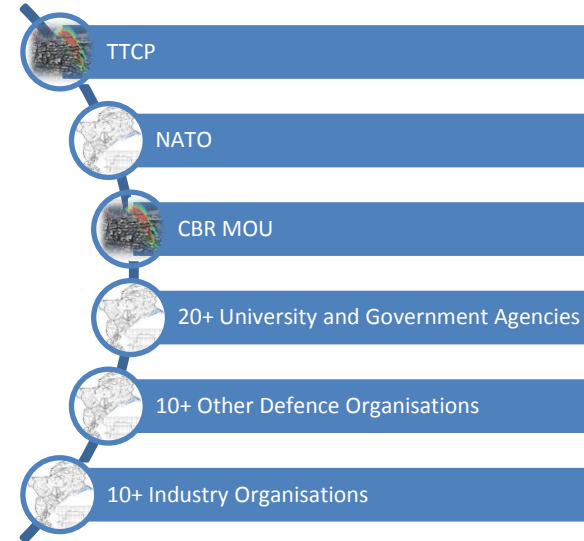 TTCP
NATO
CBR MOU
20+ University and Government Agencies
10+ Other Defence Organisations
10+ Industry Organisations